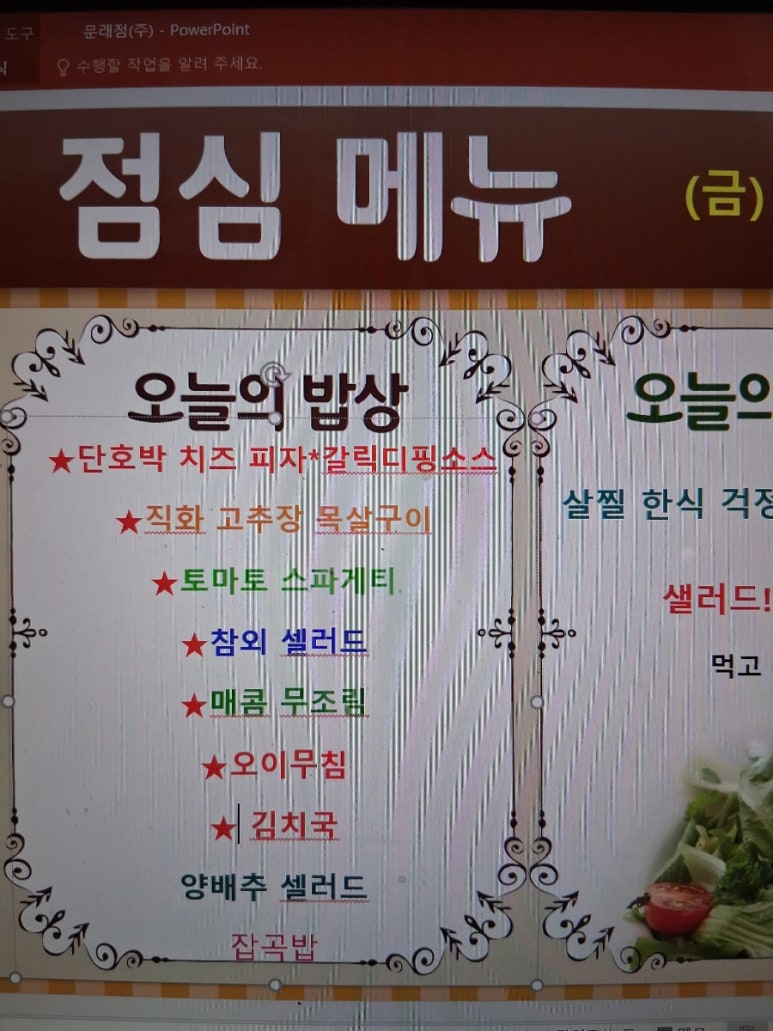 도구
문래점(주) - PowerPoint
식
수행할 작업을 알려 주세요.
점심 메뉴
(금)
오늘의 밥상
★단호박 치즈 피자*갈릭디핑소스
★직화 고추장 목살구이
★토마토 스파게티
★참외 셀러드
★매콤 무조림
★오이무침
★ 김치국
양배추 셀러드
잡곡밥
오늘의
살찔 한식 걱정
샐러드!
먹고